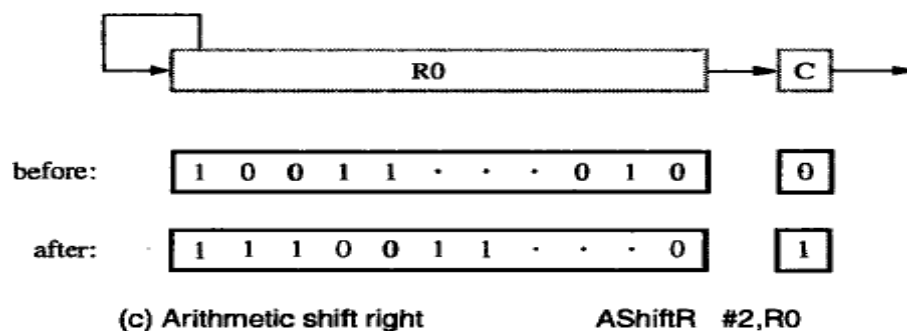 R0 C
before: 1 0 0 1 1 · · · 0 1 0 0
after: 1 1 1 0 0 1 1 · · · 0 1
(c) Arithmetic shift right AShiftR #2,R0